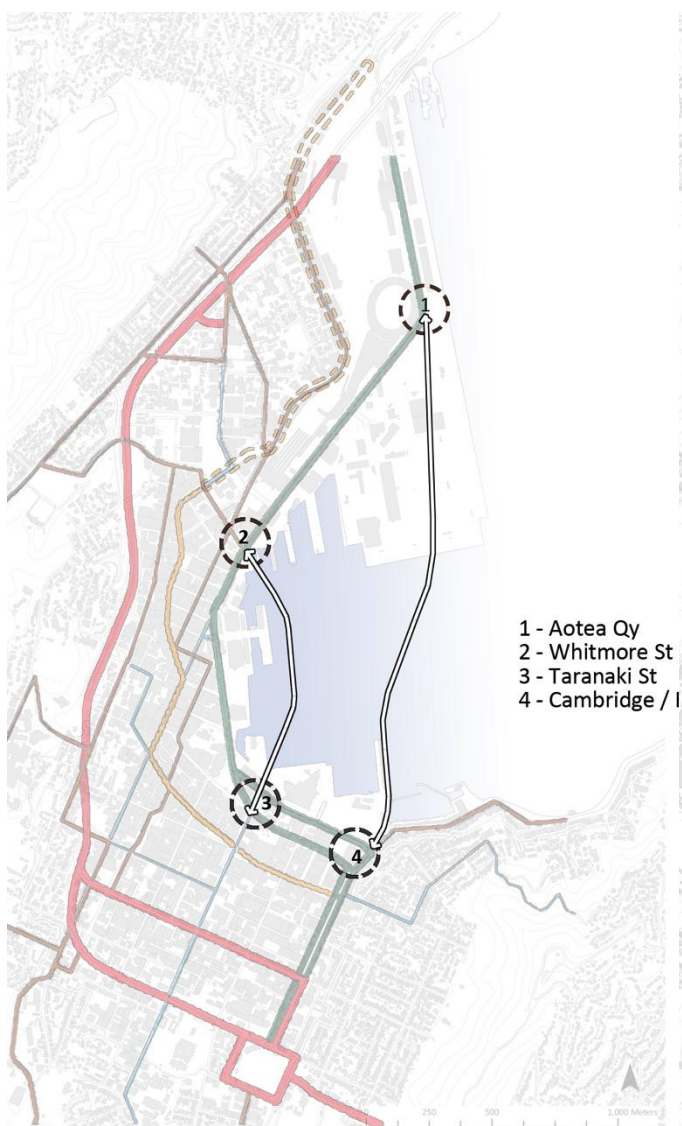 1
2
3
4
1 - Aotea Qy
2 - Whitmore St
3 - Taranaki St
4 - Cambridge / I
0 250 500 1,000 Meters